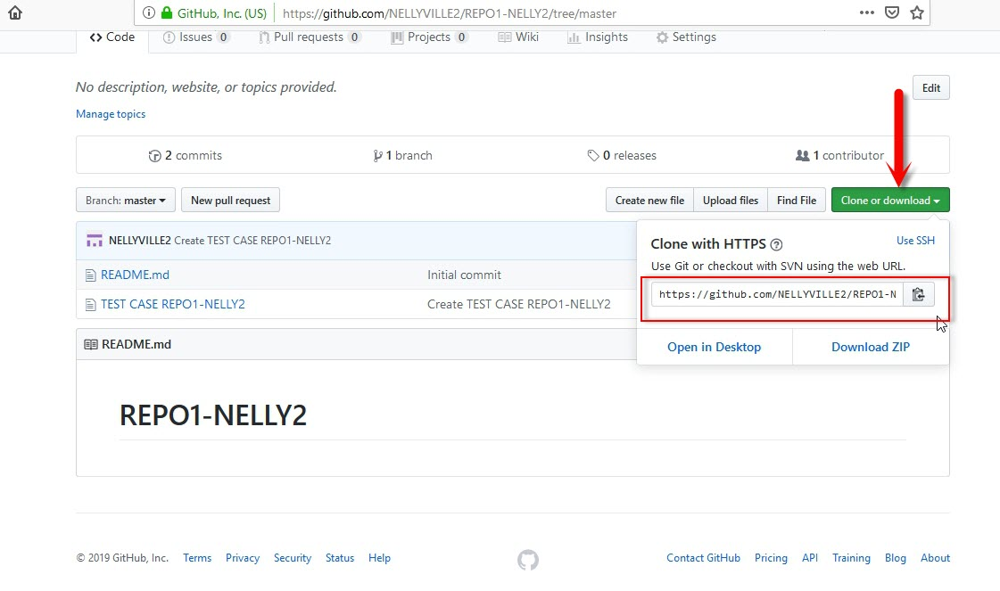 GitHub, Inc. (US) https://github.com/NELLYVILLE2/REPO1-NELLY2/tree/master
Code Issues 0 Pull requests 0 Projects 0 Wiki Insights Settings
No description, website, or topics provided. Edit
Manage topics
2 commits 1 branch 0 releases 1 contributor
Branch: master New pull request Create new file Upload files Find File Clone or download
NELLYVILLE2 Create TEST CASE REPO1-NELLY2
Clone with HTTPS ? Use SSH
Use Git or checkout with SVN using the web URL.
README.md Initial commit
https://github.com/NELLYVILLE2/REPO1-N
TEST CASE REPO1-NELLY2 Create TEST CASE REPO1-NELLY2
README.md
Open in Desktop Download ZIP
REPO1-NELLY2
© 2019 GitHub, Inc. Terms Privacy Security Status Help Contact GitHub Pricing API Training Blog About